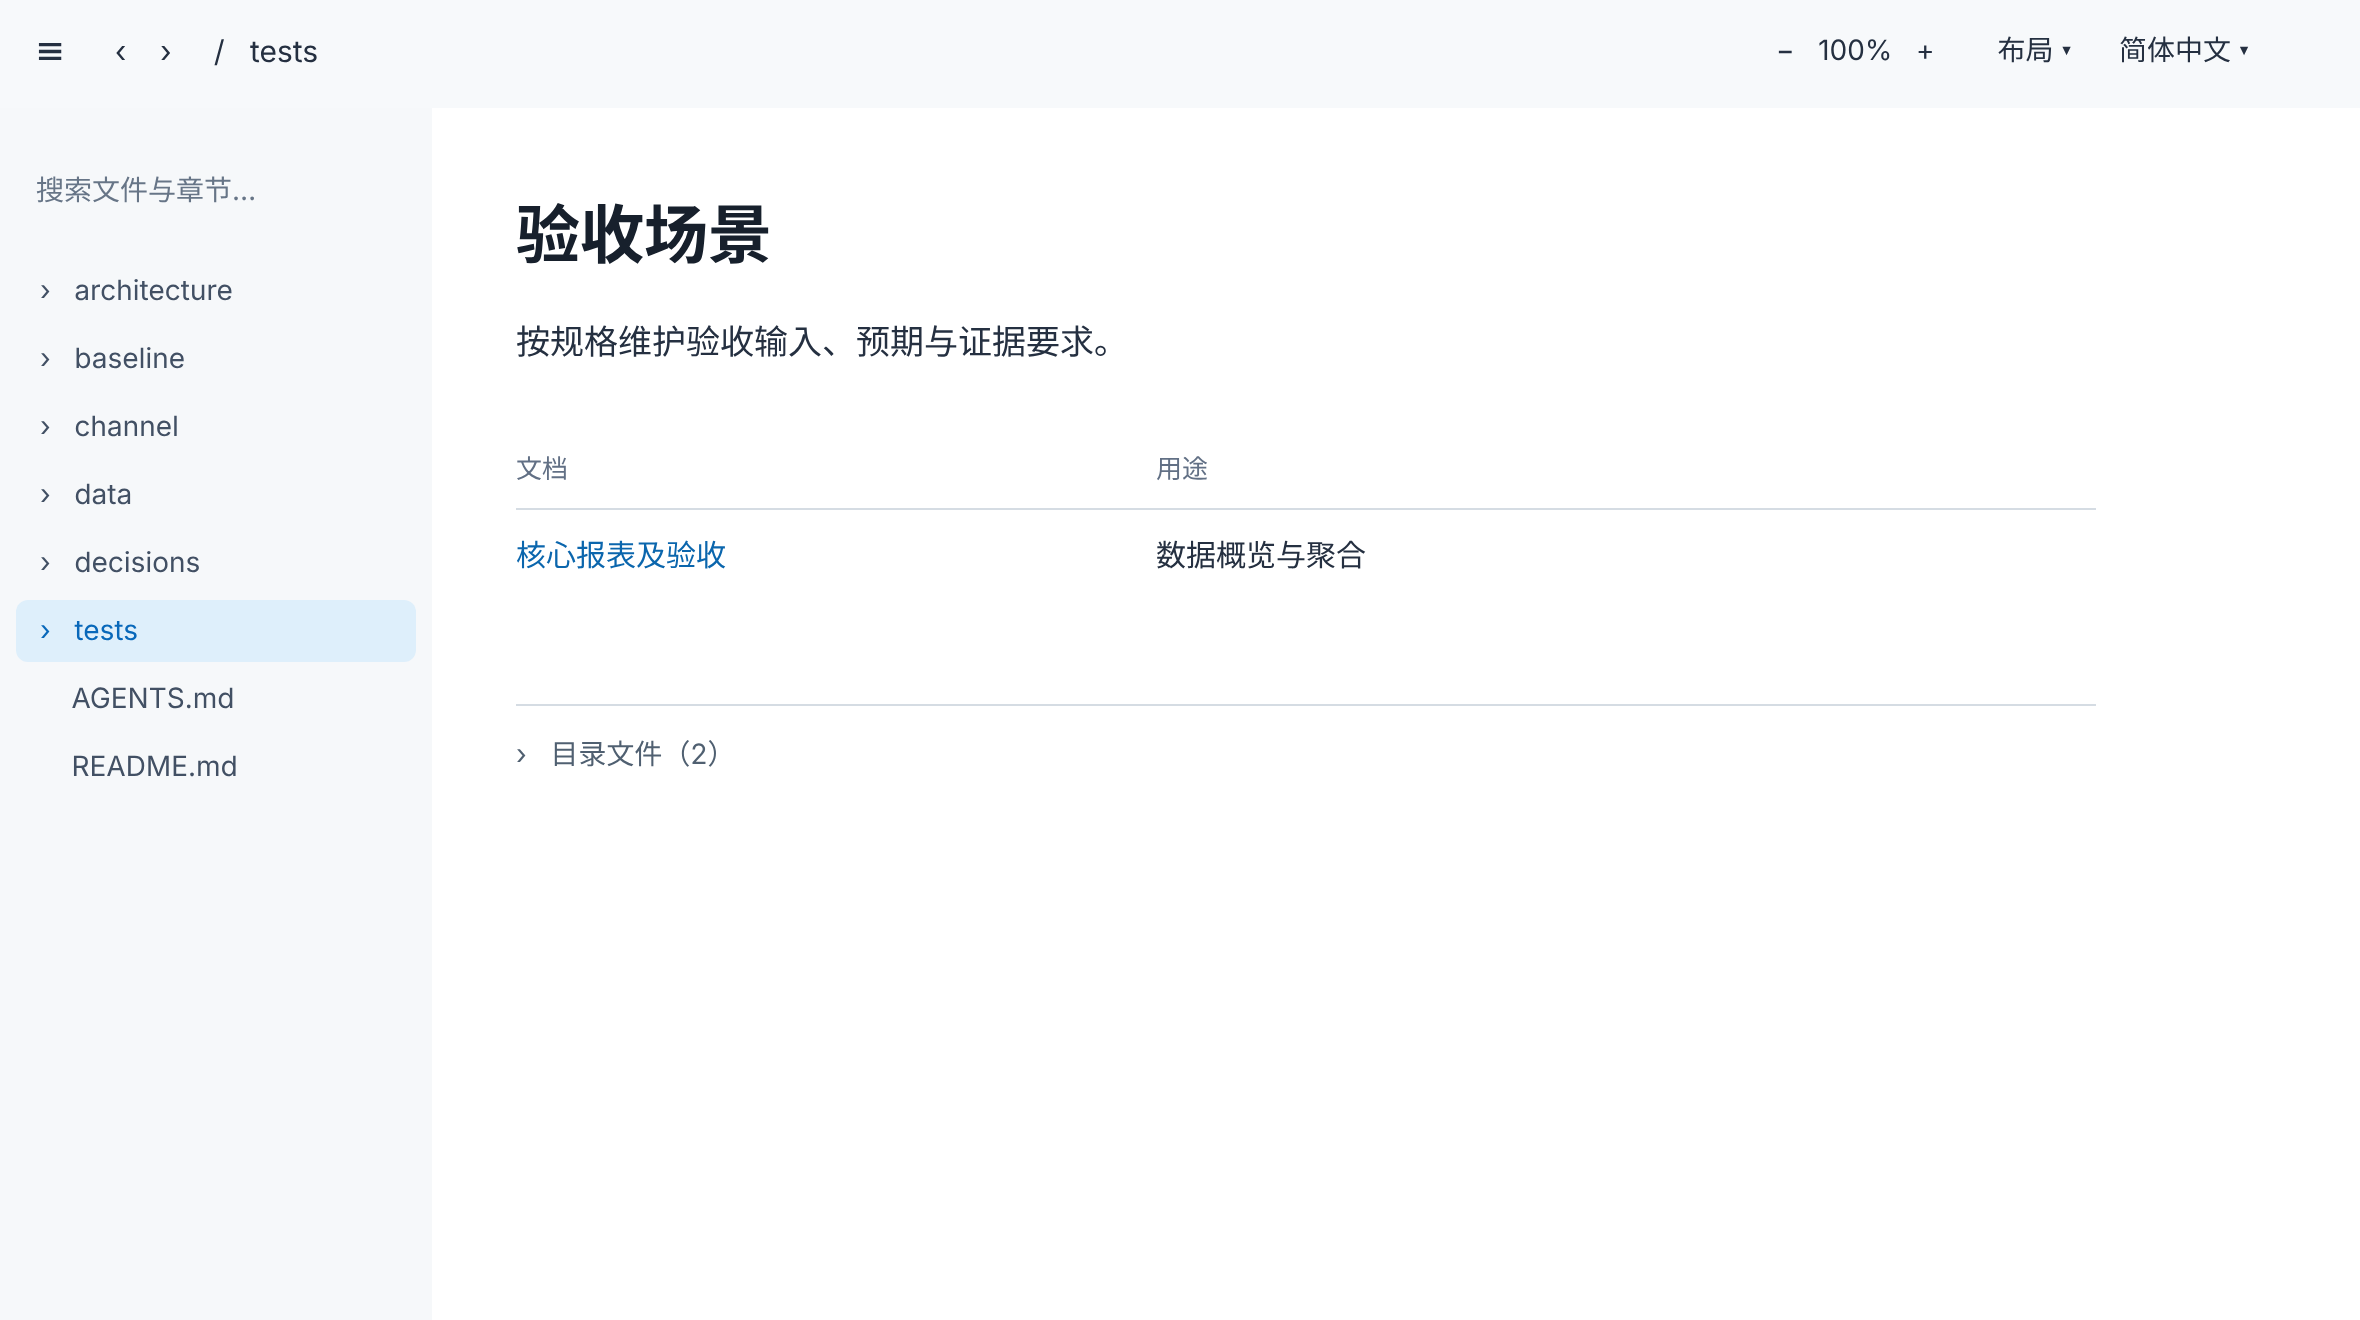 ≡ ‹ › / tests − 100% + 布局 ▾ 简体中文 ▾
搜索文件与章节...
› architecture
› baseline
› channel
› data
› decisions
› tests
AGENTS.md
README.md
验收场景
按规格维护验收输入、预期与证据要求。
文档 用途
核心报表及验收 数据概览与聚合
› 目录文件（2）